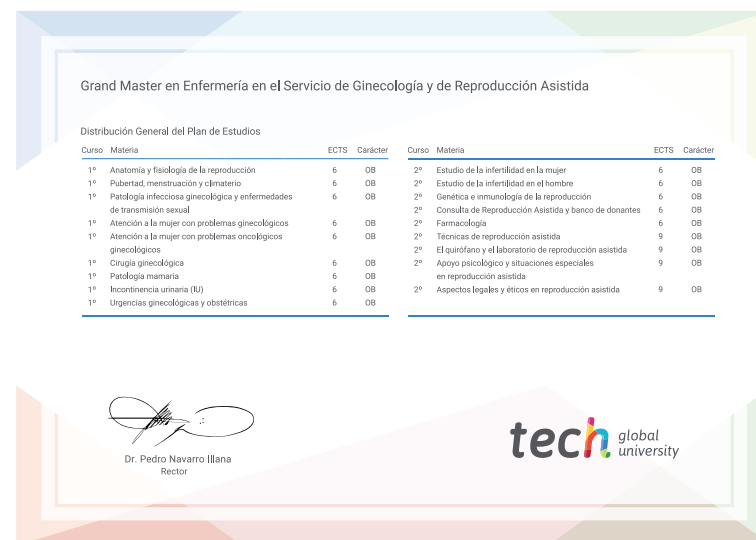 Grand Master en Enfermería en el Servicio de Ginecología y de Reproducción Asistida
Distribución General del Plan de Estudios
Curso Materia ECTS Carácter
1º Anatomía y fisiología de la reproducción 6 OB
1º Pubertad, menstruación y climaterio 6 OB
1º Patología infecciosa ginecológica y enfermedades 6 OB
de transmisión sexual
1º Atención a la mujer con problemas ginecológicos 6 OB
1º Atención a la mujer con problemas oncológicos 6 OB
ginecológicos
1º Cirugía ginecológica 6 OB
1º Patología mamaria 6 OB
1º Incontinencia urinaria (IU) 6 OB
1º Urgencias ginecológicas y obstétricas 6 OB
Curso Materia ECTS Carácter
2º Estudio de la infertilidad en la mujer 6 OB
2º Estudio de la infertilidad en el hombre 6 OB
2º Genética e inmunología de la reproducción 6 OB
2º Consulta de Reproducción Asistida y banco de donantes 6 OB
2º Farmacología 6 OB
2º Técnicas de reproducción asistida 9 OB
2º El quirófano y el laboratorio de reproducción asistida 9 OB
2º Apoyo psicológico y situaciones especiales 9 OB
en reproducción asistida
2º Aspectos legales y éticos en reproducción asistida 9 OB
Dr. Pedro Navarro Illana
Rector
tech global
university